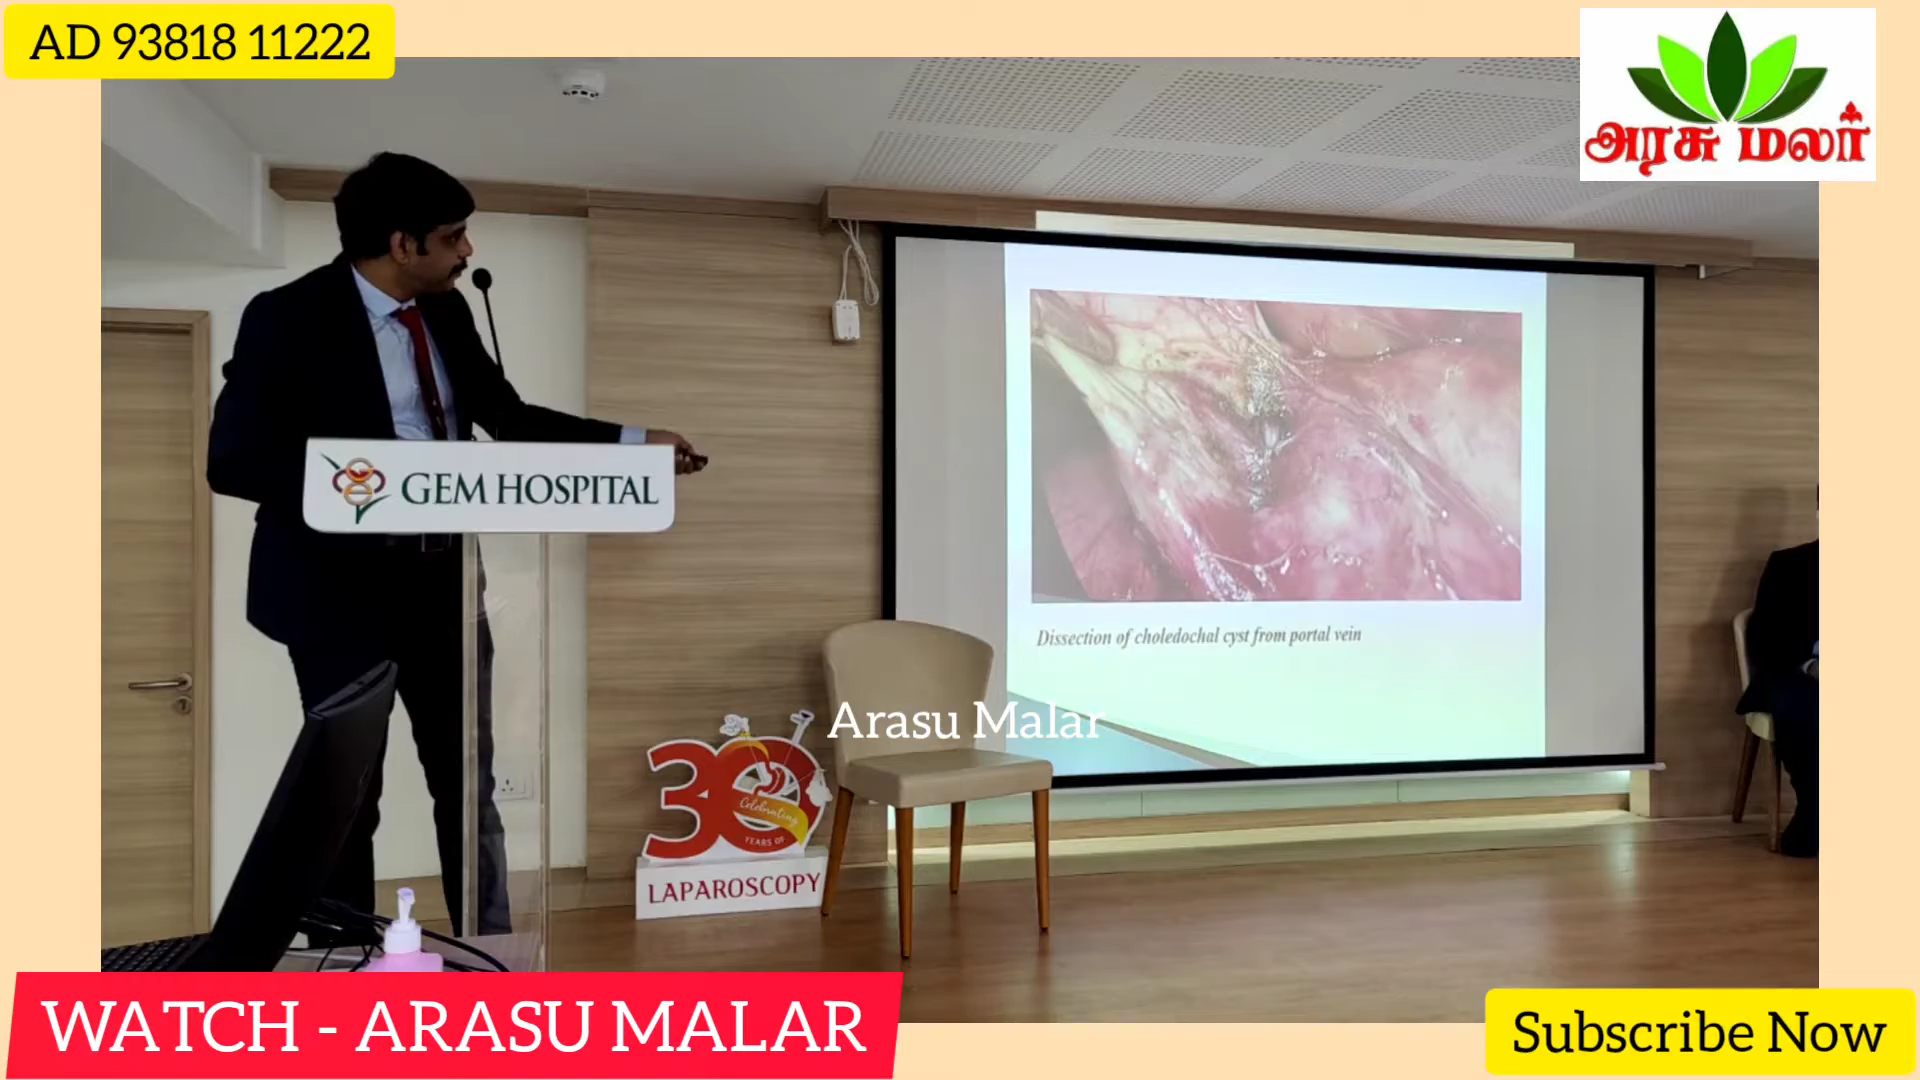 AD 93818 11222
அரசு மலர்
GEM HOSPITAL
Dissection of choledochal cyst from portal vein
Arasu Malar
30
Celebrating
YEARS OF
LAPAROSCOPY
WATCH - ARASU MALAR
Subscribe Now